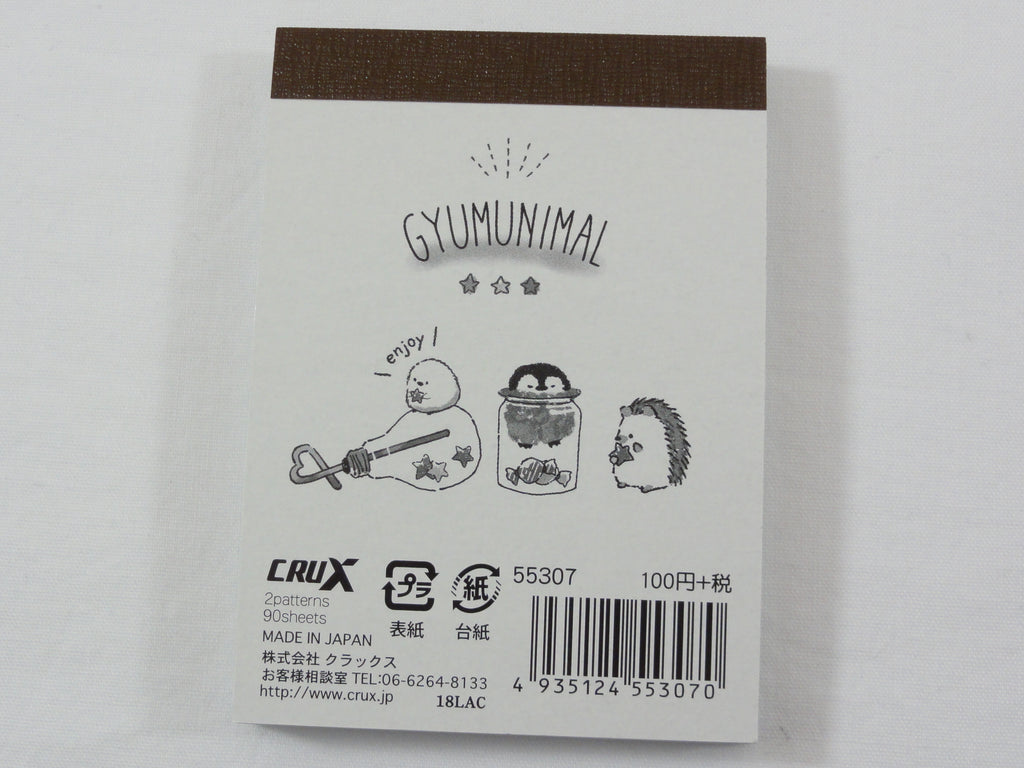 GYUMUNIMAL
enjoy
CRUX
2patterns
90sheets
MADE IN JAPAN
プラ
表紙
紙
台紙
55307
100円+税
株式会社 クラックス
お客様相談室 TEL:06-6264-8133
http://www.crux.jp
18LAC
4 935124 553070